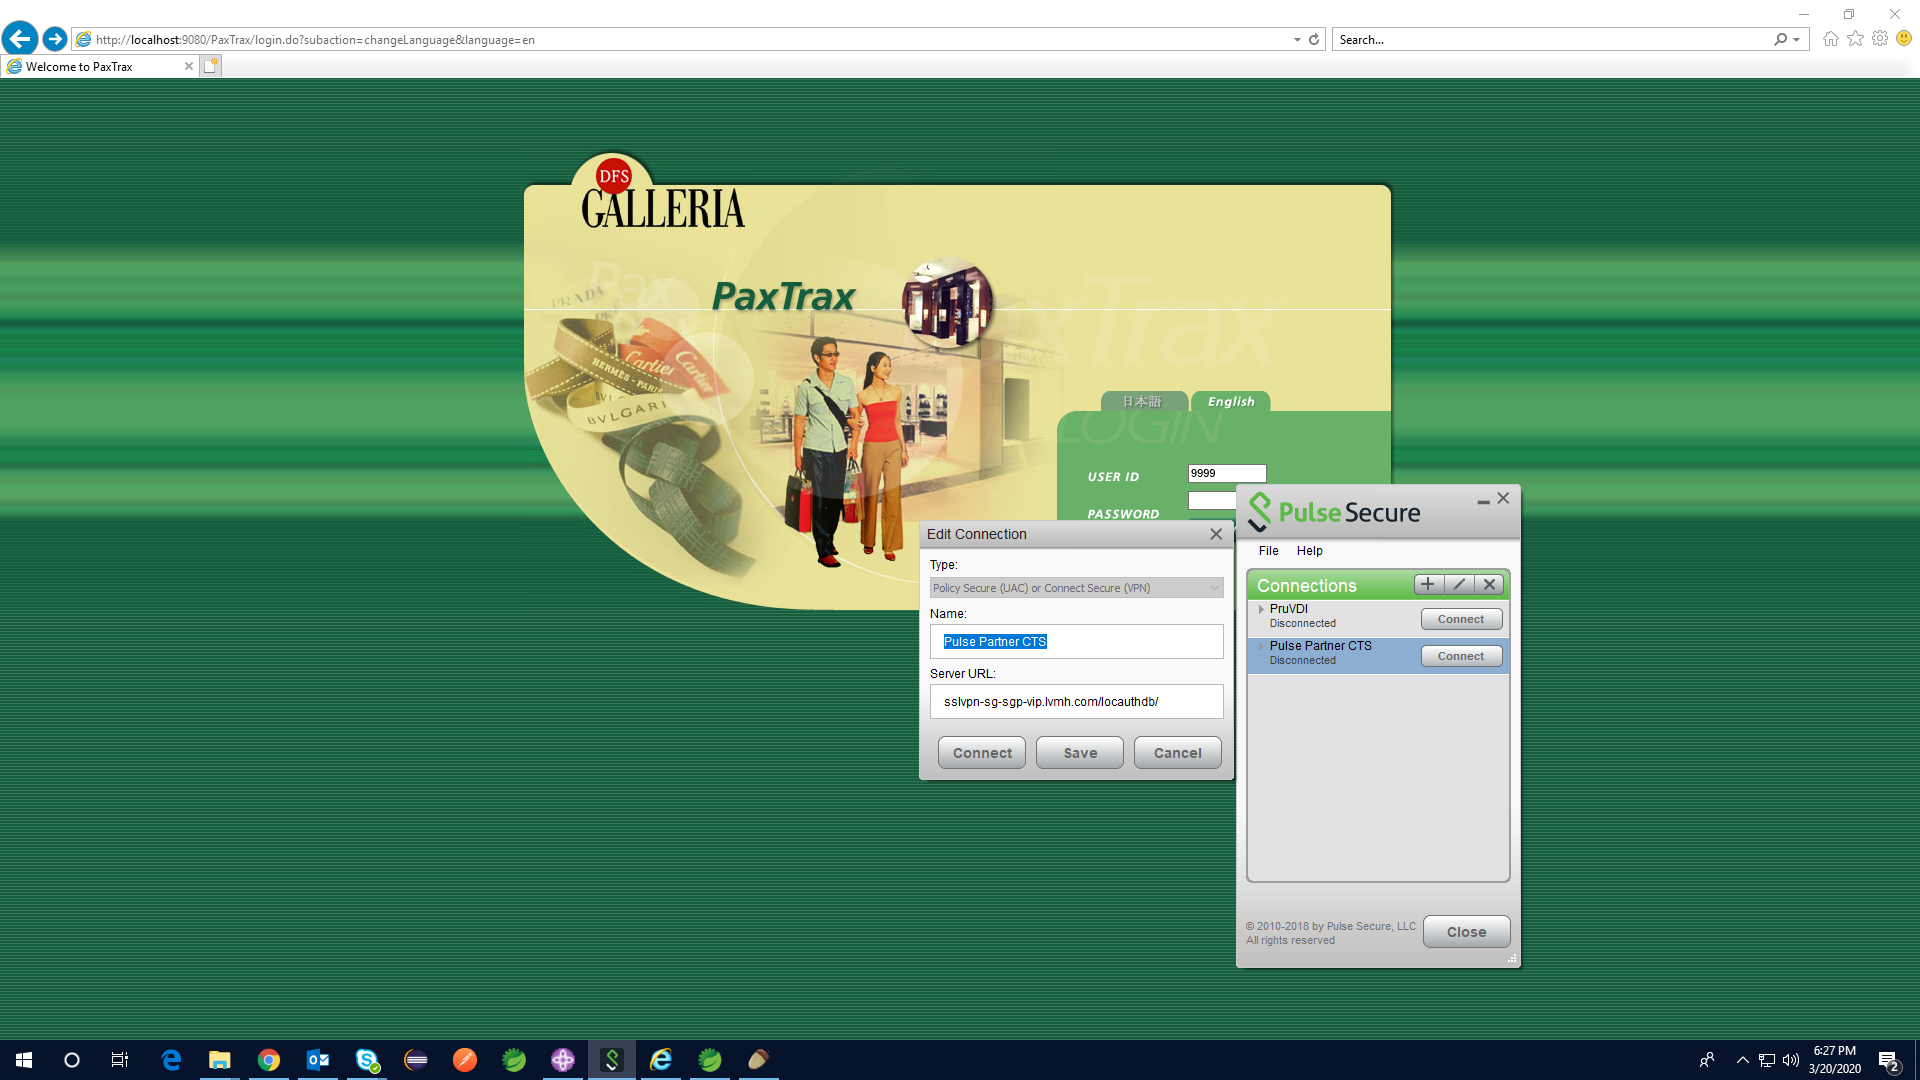 http://localhost:9080/PaxTrax/login.do?subaction=changeLanguage&language=en
Search...
Welcome to PaxTrax
DFS
GALLERIA
Pax
PRADA
PaxTrax
axTrax
Cartier
Cartier
HERMÈS - PARIS
BVLGARI
日本語
English
LOGIN
USER ID
9999
PASSWORD
Pulse Secure
File
Help
Connections
PruVDI
Disconnected
Connect
Pulse Partner CTS
Disconnected
Connect
© 2010-2018 by Pulse Secure, LLC
All rights reserved
Close
Edit Connection
Type:
Policy Secure (UAC) or Connect Secure (VPN)
Name:
Pulse Partner CTS
Server URL:
sslvpn-sg-sgp-vip.lvmh.com/locauthdb/
Connect
Save
Cancel
6:27 PM
3/20/2020
2